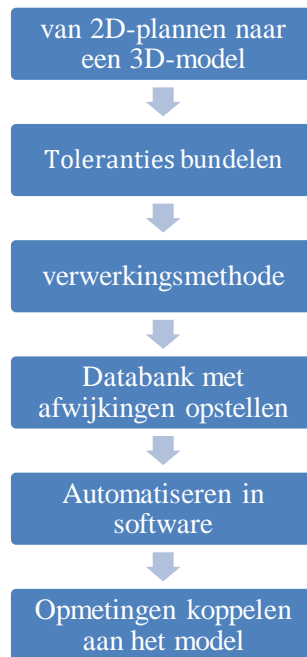 van 2D-plannen naar
een 3D-model
Toleranties bundelen
verwerkingsmethode
Databank met
afwijkingen opstellen
Automatiseren in
software
Opmetingen koppelen
aan het model